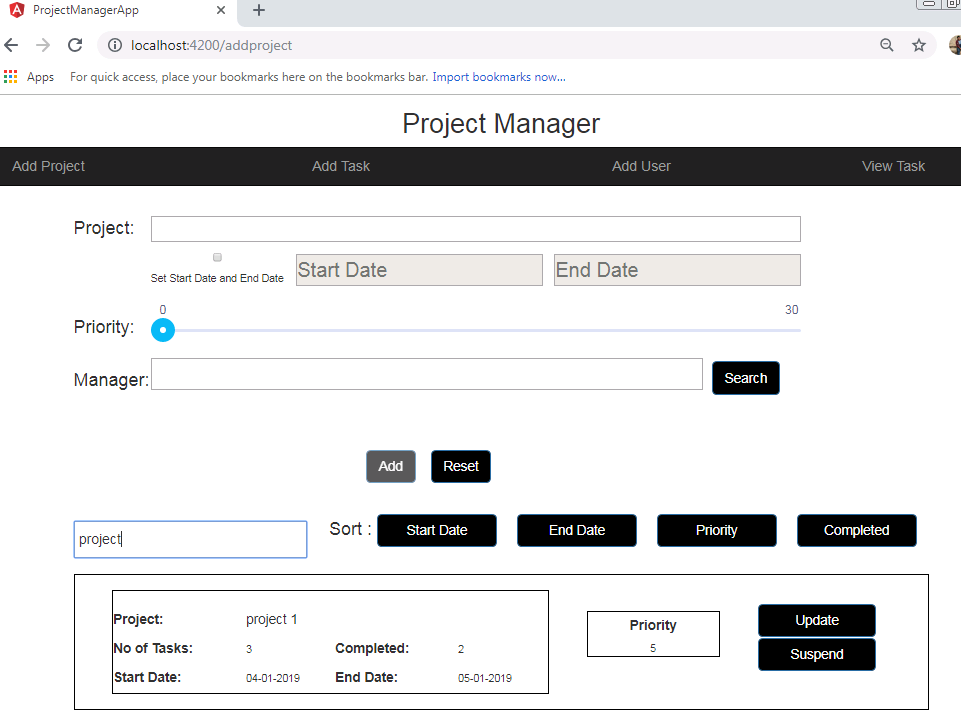 ProjectManagerApp
localhost:4200/addproject
Apps For quick access, place your bookmarks here on the bookmarks bar. Import bookmarks now...
Project Manager
Add Project Add Task Add User View Task
Project:
Set Start Date and End Date Start Date End Date
0 30
Priority:
Manager: Search
Add Reset
project Sort : Start Date End Date Priority Completed
Project: project 1 Priority Update
No of Tasks: 3 Completed: 2 5 Suspend
Start Date: 04-01-2019 End Date: 05-01-2019